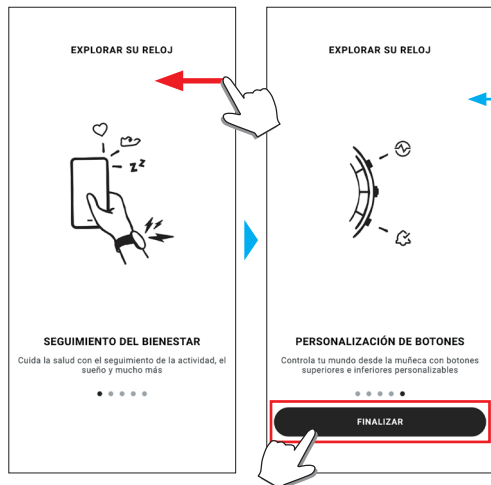 EXPLORAR SU RELOJ
z z
SEGUIMIENTO DEL BIENESTAR
Cuida la salud con el seguimiento de la actividad, el
sueño y mucho más
EXPLORAR SU RELOJ
PERSONALIZACIÓN DE BOTONES
Controla tu mundo desde la muñeca con botones
superiores e inferiores personalizables
FINALIZAR